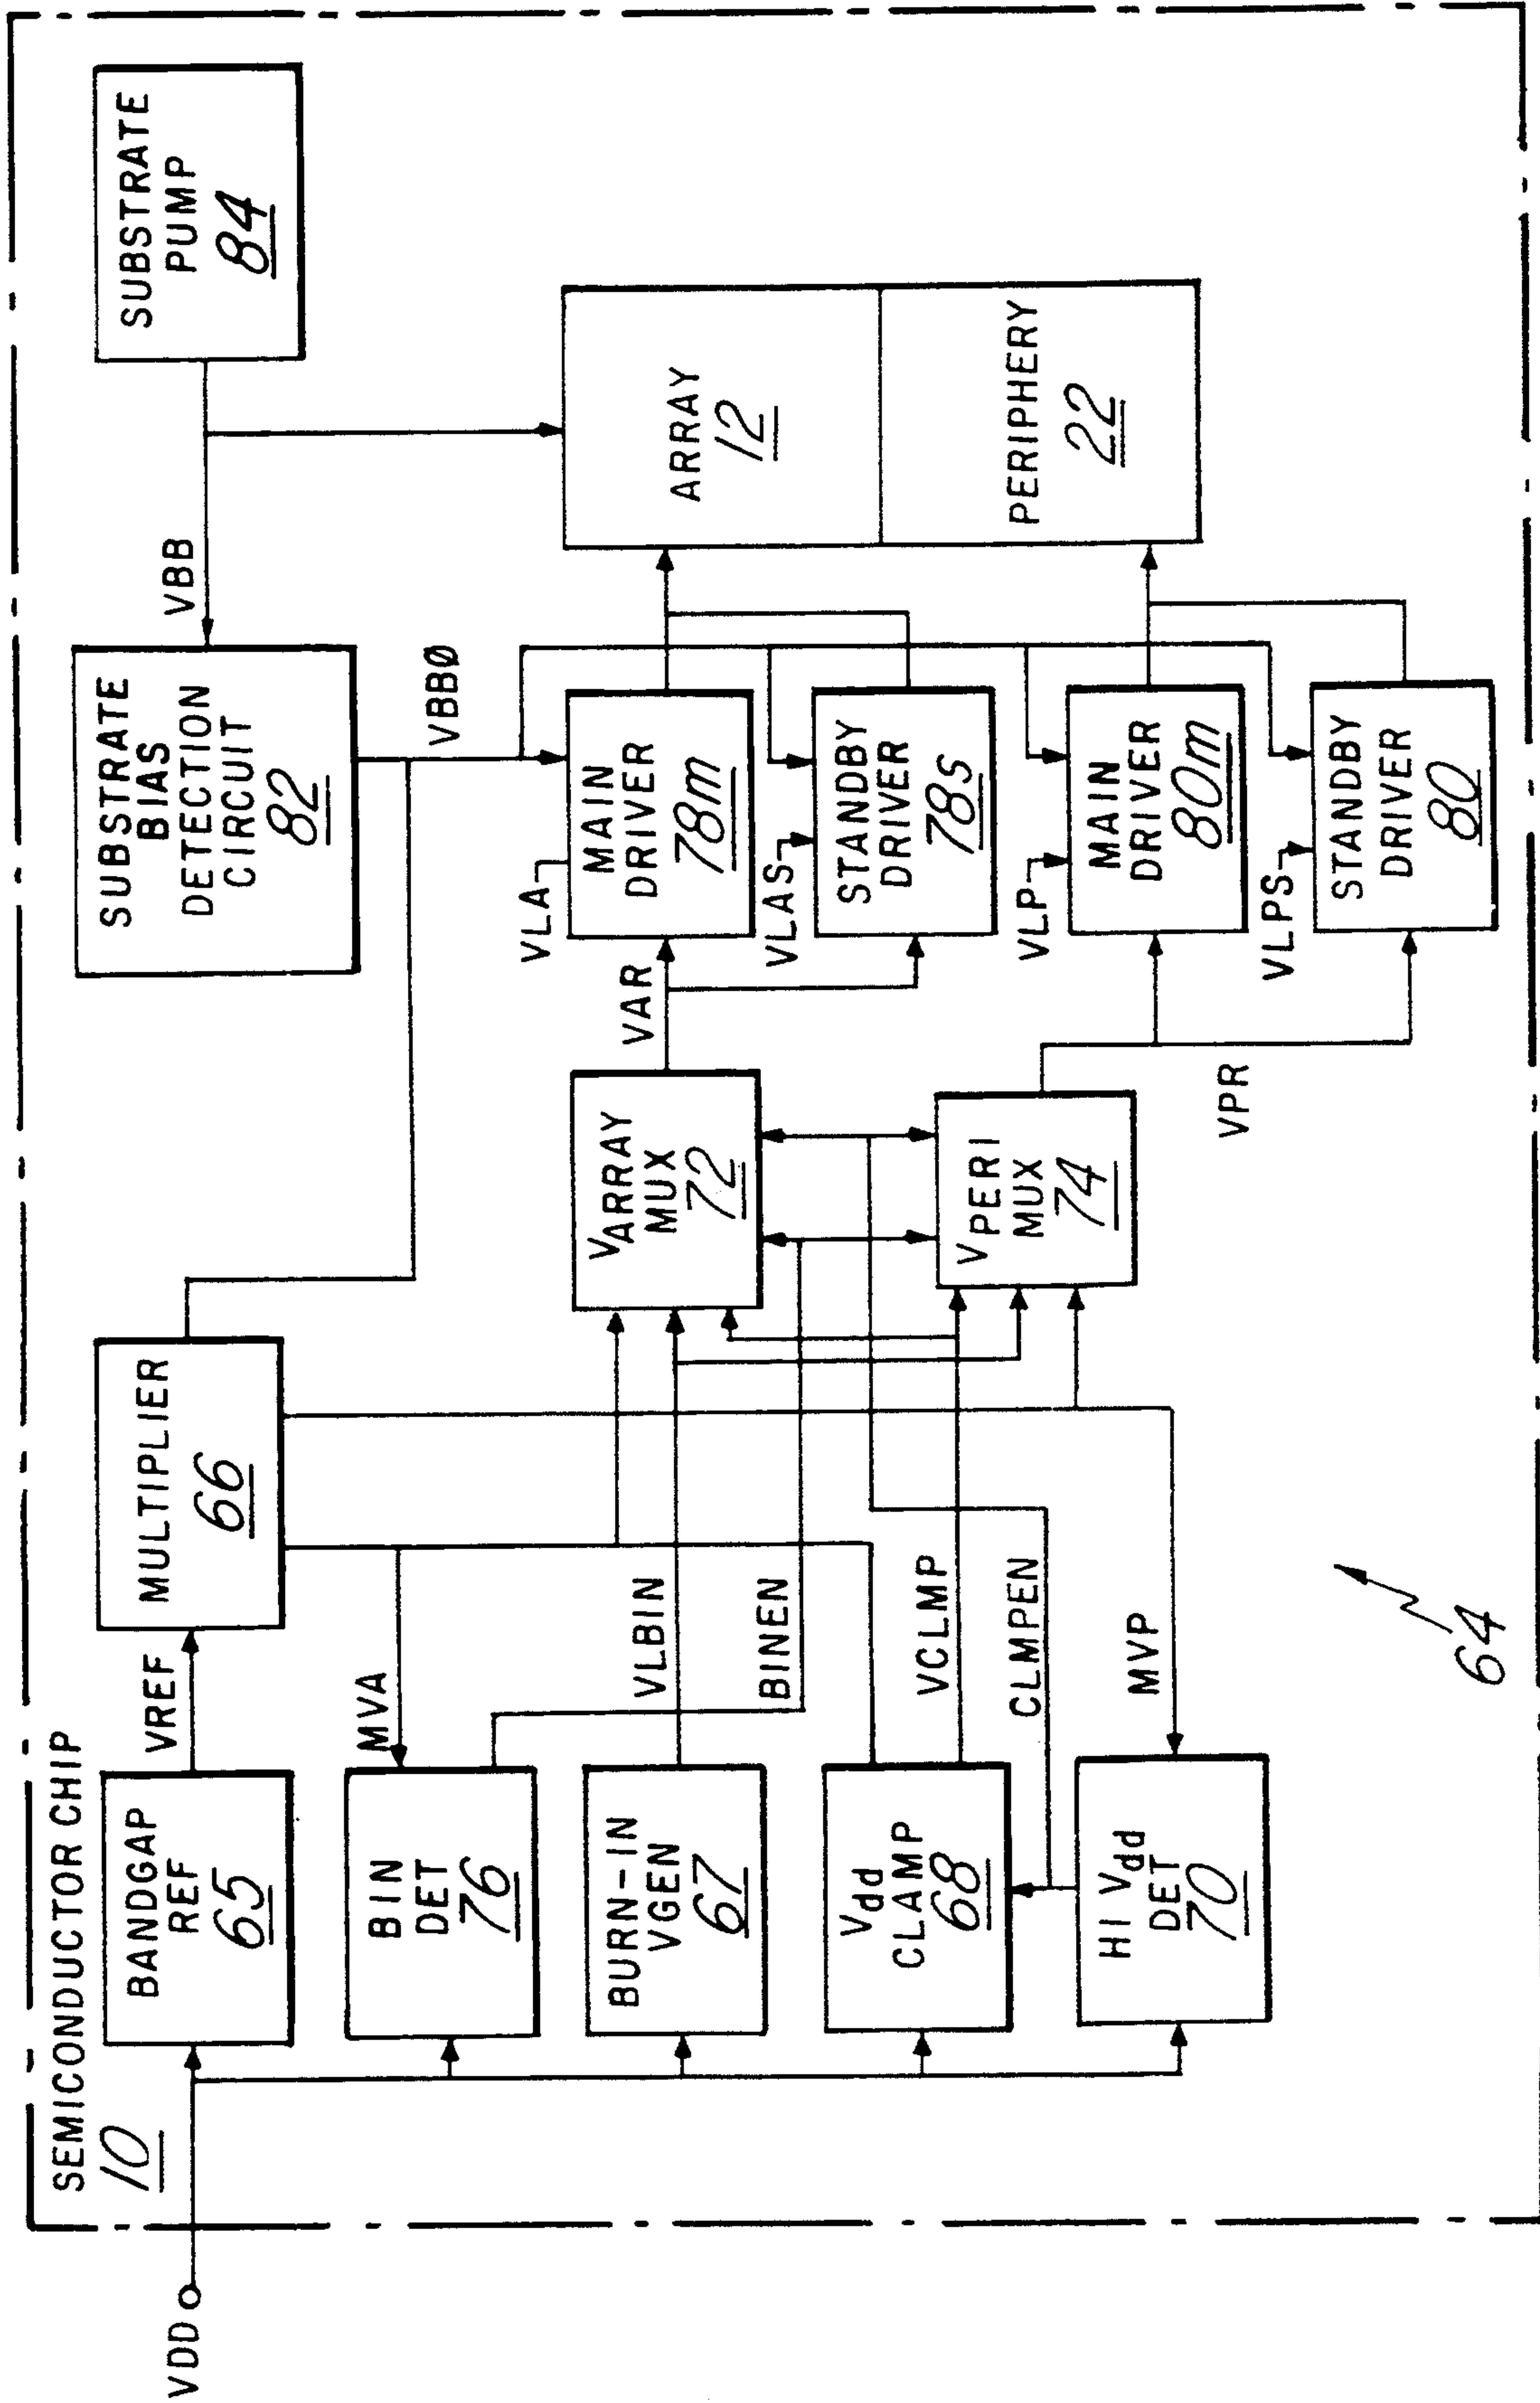 SEMICONDUCTOR CHIP
10
VDD
BANDGAP
REF
65
VREF
MULTIPLIER
66
SUBSTRATE
BIAS
DETECTION
CIRCUIT
82
VBB
SUBSTRATE
PUMP
84
VBBØ
BIN
DET
76
MVA
BURN-IN
VGEN
67
VLBIN
BINEN
Vdd
CLAMP
68
VCLMP
CLMPEN
HI Vdd
DET
70
MVP
VARRAY
MUX
72
VAR
VPERI
MUX
74
VPR
VLA
MAIN
DRIVER
78m
VLAS
STANDBY
DRIVER
78s
VLP
MAIN
DRIVER
80m
VLPS
STANDBY
DRIVER
80
ARRAY
12
PERIPHERY
22
64